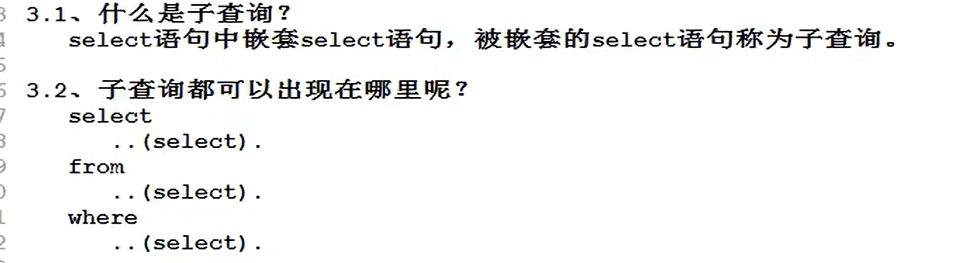 3 3.1、什么是子查询？
4 select语句中嵌套select语句，被嵌套的select语句称为子查询。
5
6 3.2、子查询都可以出现在哪里呢？
7 select
8 ..(select).
9 from
0 ..(select).
1 where
2 ..(select).